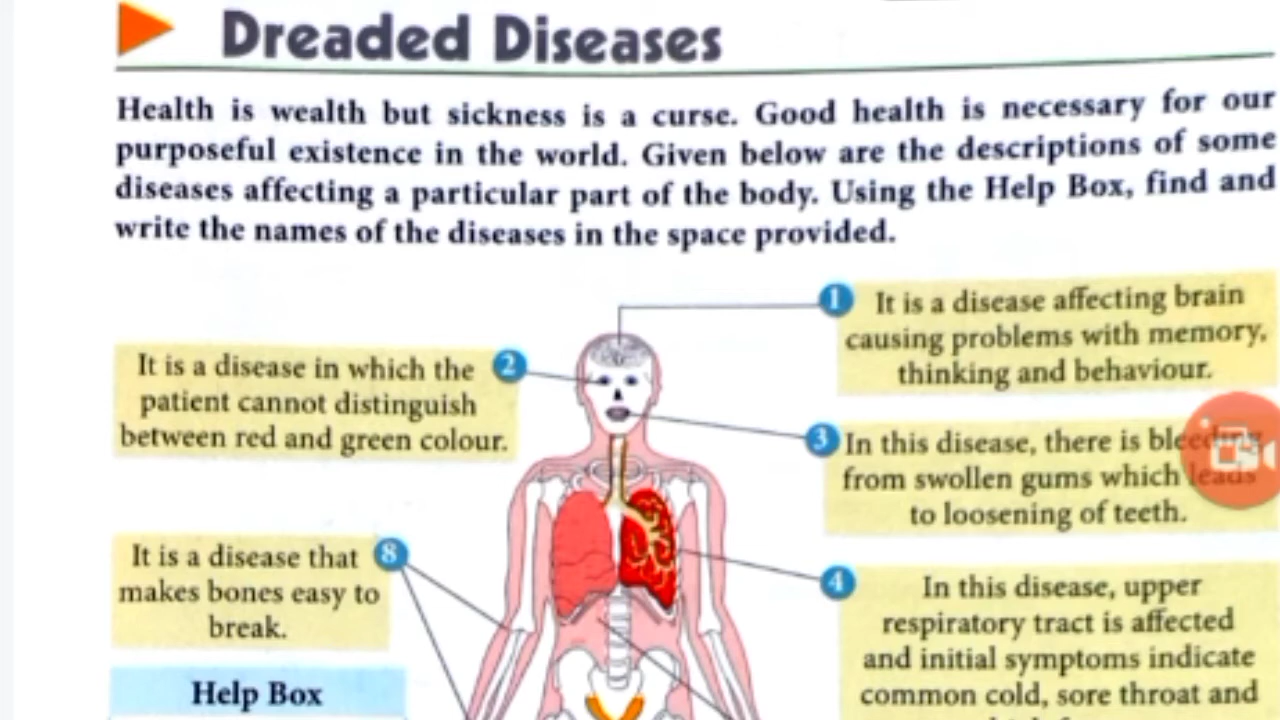 Dreaded Diseases
Health is wealth but sickness is a curse. Good health is necessary for our
purposeful existence in the world. Given below are the descriptions of some
diseases affecting a particular part of the body. Using the Help Box, find and
write the names of the diseases in the space provided.
1
It is a disease affecting brain
causing problems with memory,
thinking and behaviour.
2
It is a disease in which the
patient cannot distinguish
between red and green colour.
3
In this disease, there is bleeding
from swollen gums which leads
to loosening of teeth.
8
It is a disease that
makes bones easy to
break.
4
In this disease, upper
respiratory tract is affected
and initial symptoms indicate
common cold, sore throat and
Help Box